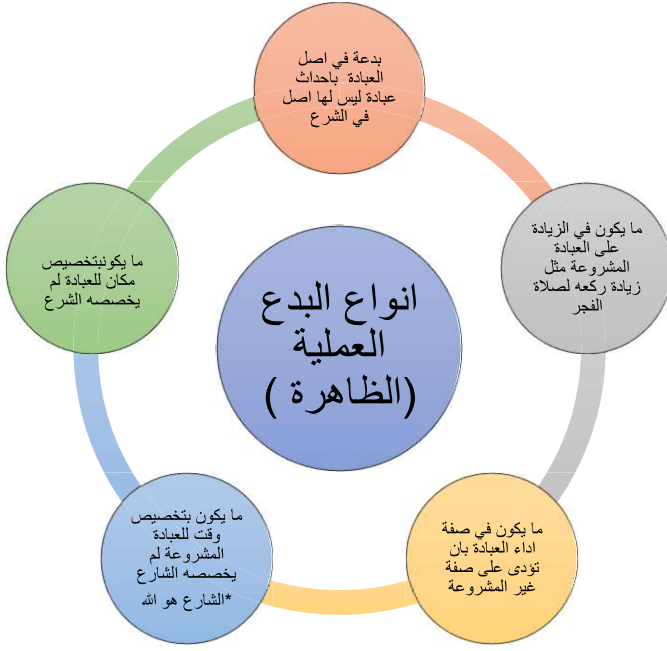 بدعة في اصل
العبادة باحداث
عبادة ليس لها اصل
في الشرع
ما يكون في الزيادة
على العبادة
المشروعة مثل
زيادة ركعه لصلاة
الفجر
ما يكون في صفة
اداء العبادة بان
تؤدى على صفة
غير المشروعة
ما يكون بتخصيص
وقت للعبادة
المشروعة لم
يخصصه الشارع
*الشارع هو الله
ما يكونبتخصيص
مكان للعبادة لم
يخصصه الشرع
انواع البدع
العملية
(الظاهرة )